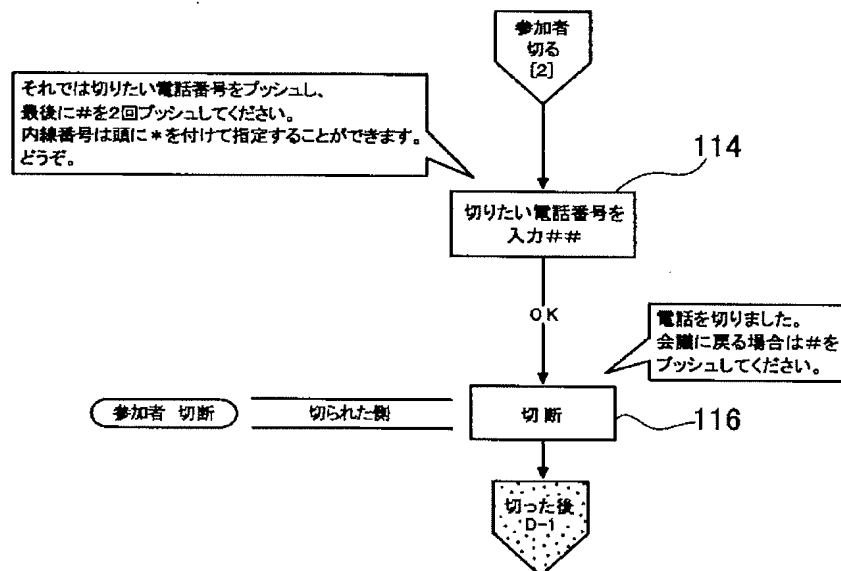 参加者
切る
[2]
それでは切りたい電話番号をプッシュし、
最後に#を2回プッシュしてください。
内線番号は頭に*を付けて指定することができます。
どうぞ。
114
切りたい電話番号を
入力##
OK
電話を切りました。
会議に戻る場合は#を
プッシュしてください。
参加者 切断
切られた側
切断
116
切った後
D-1